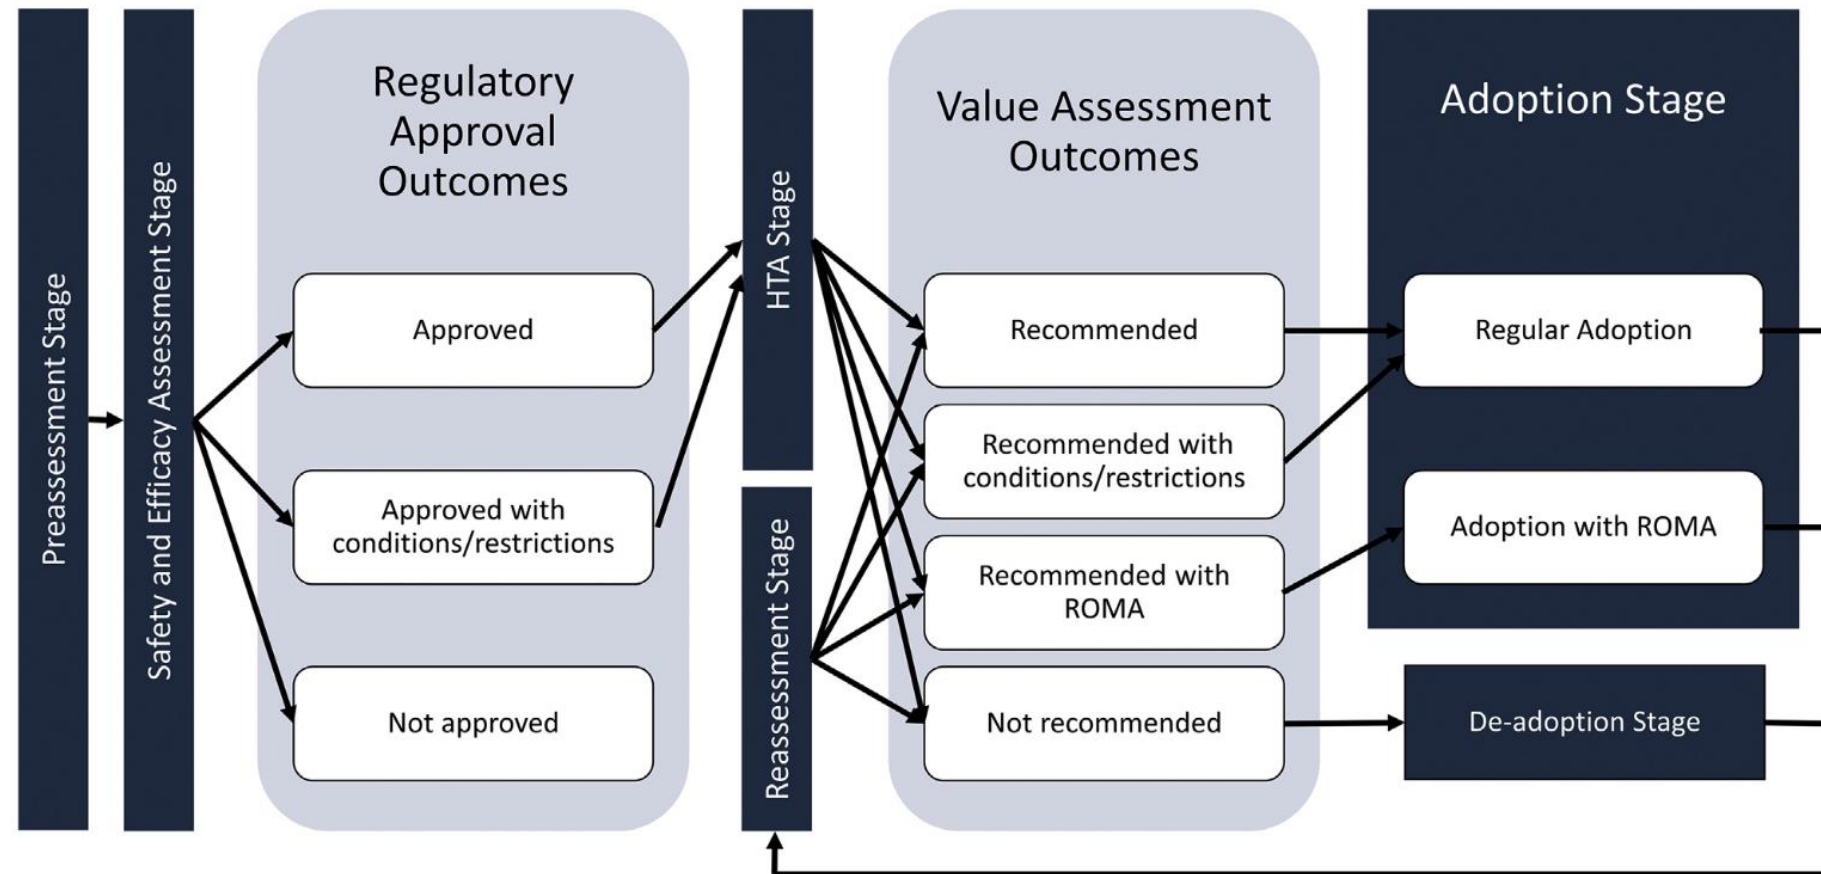 Preassessment Stage
Safety and Efficacy Assessment Stage
Regulatory
Approval
Outcomes
Approved
Approved with
conditions/restrictions
Not approved
HTA Stage
Reassessment Stage
Value Assessment
Outcomes
Recommended
Recommended with
conditions/restrictions
Recommended with
ROMA
Not recommended
Adoption Stage
Regular Adoption
Adoption with ROMA
De-adoption Stage